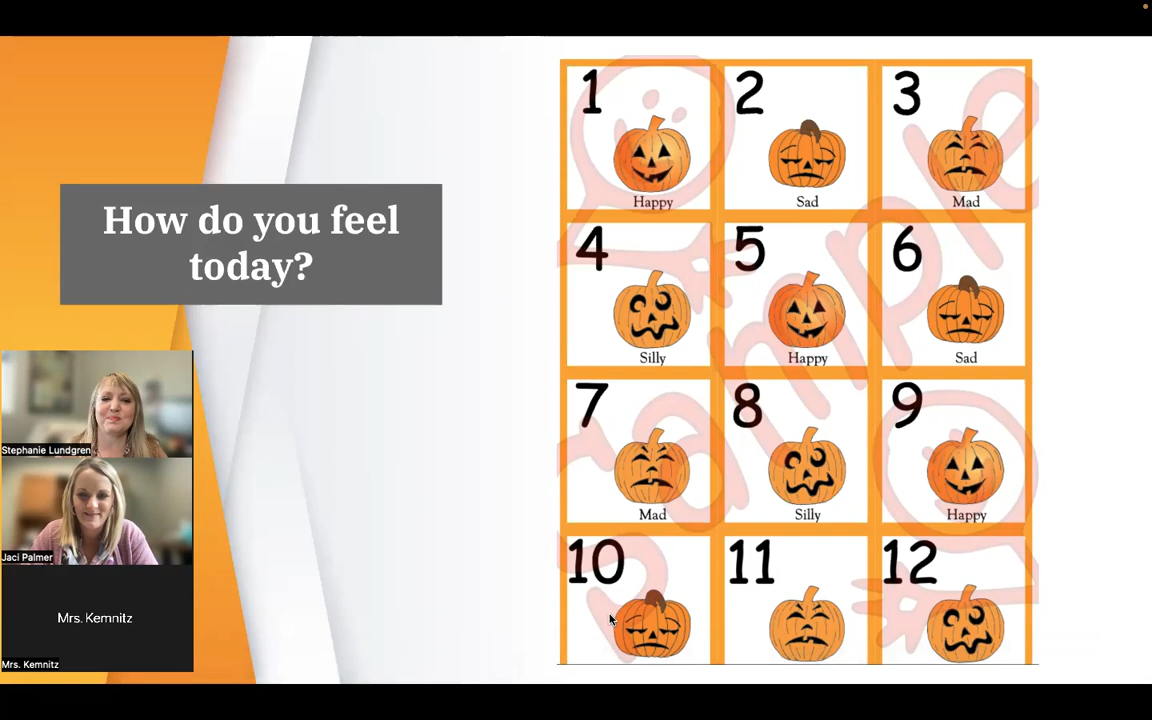 How do you feel
today?
1
Happy
2
Sad
3
Mad
4
Silly
5
Happy
6
Sad
7
Mad
8
Silly
9
Happy
10
11
12
Sample
Stephanie Lundgren
Jaci Palmer
Mrs. Kemnitz
Mrs. Kemnitz